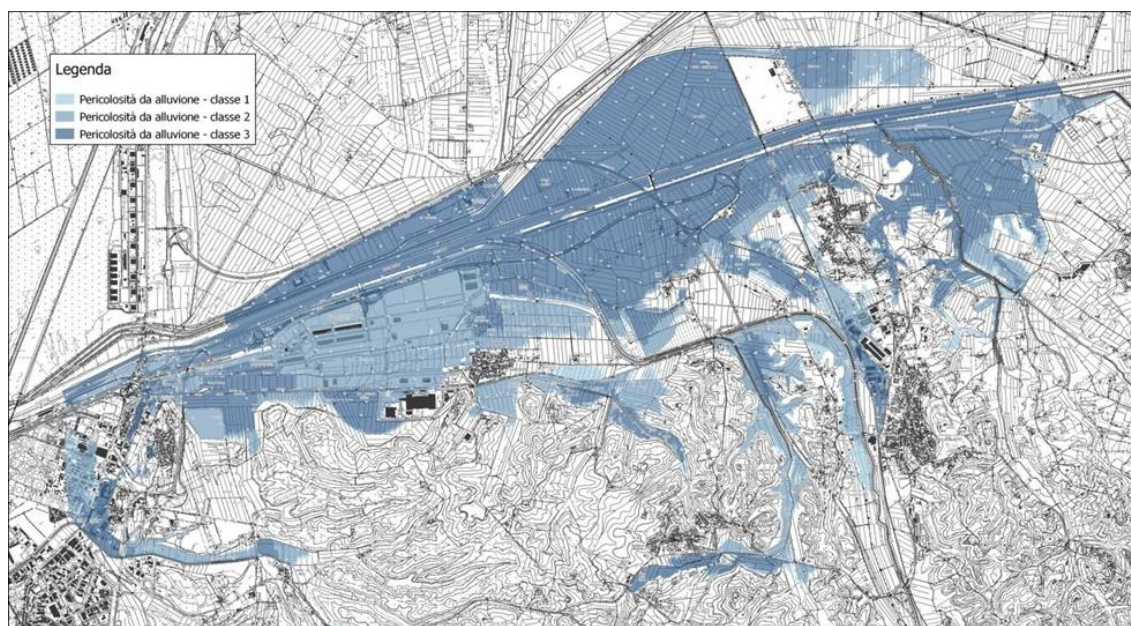 Legenda
Pericolosità da alluvione - classe 1
Pericolosità da alluvione - classe 2
Pericolosità da alluvione - classe 3